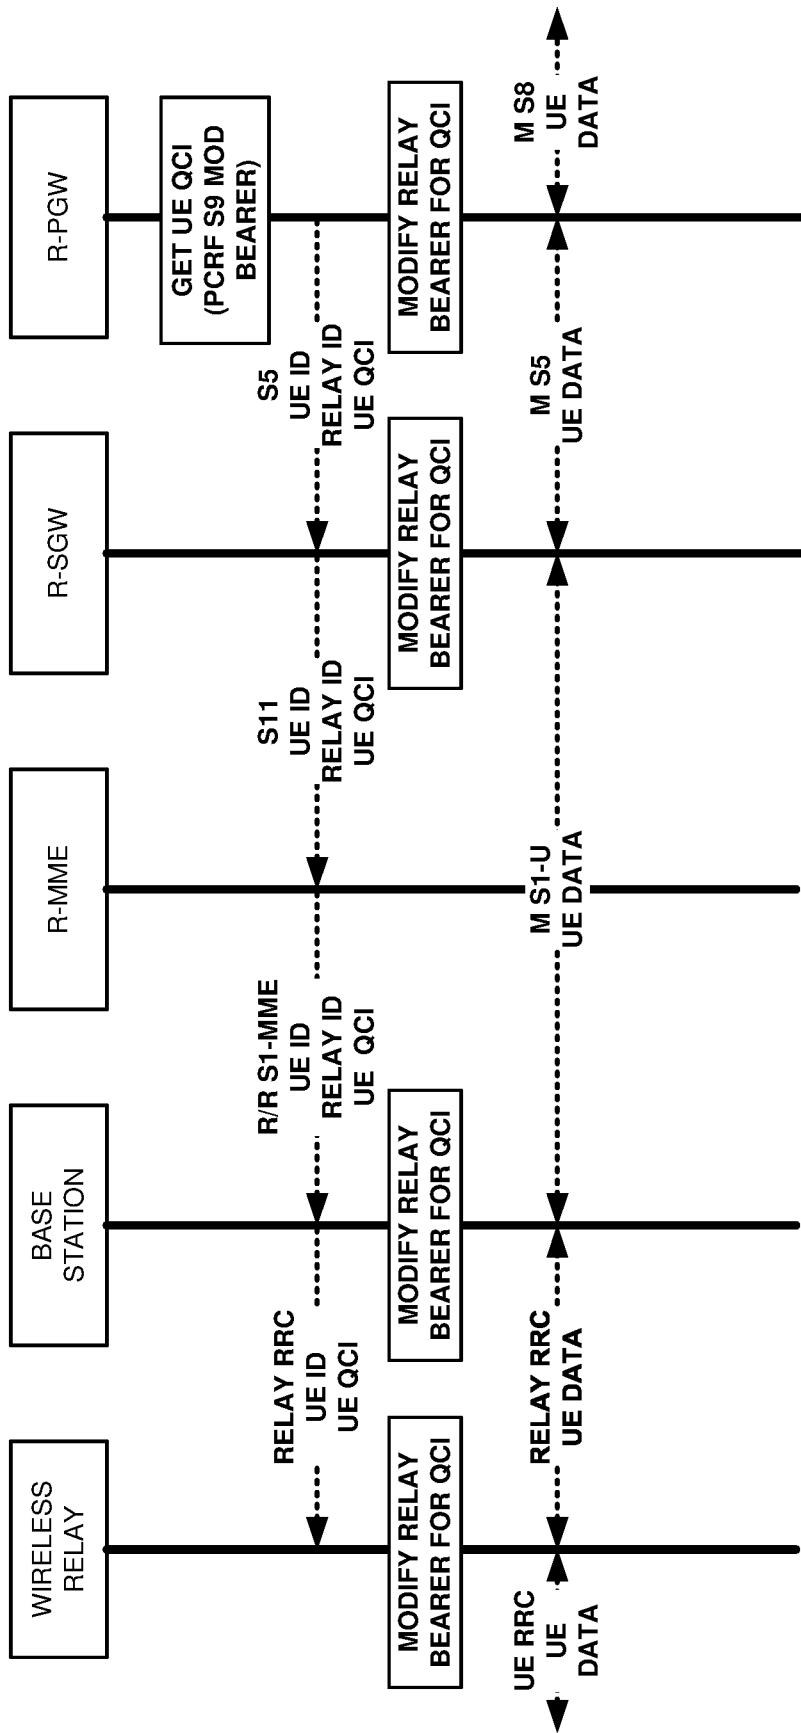 WIRELESS
RELAY
BASE
STATION
R-MME
R-SGW
R-PGW
GET UE QCI
(PCRF S9 MOD
BEARER)
RELAY RRC
UE ID
UE QCI
R/R S1-MME
UE ID
RELAY ID
UE QCI
S11
UE ID
RELAY ID
UE QCI
S5
UE ID
RELAY ID
UE QCI
MODIFY RELAY
BEARER FOR QCI
MODIFY RELAY
BEARER FOR QCI
MODIFY RELAY
BEARER FOR QCI
MODIFY RELAY
BEARER FOR QCI
UE RRC
UE
DATA
RELAY RRC
UE DATA
M S1-U
UE DATA
M S5
UE DATA
M S8
UE
DATA